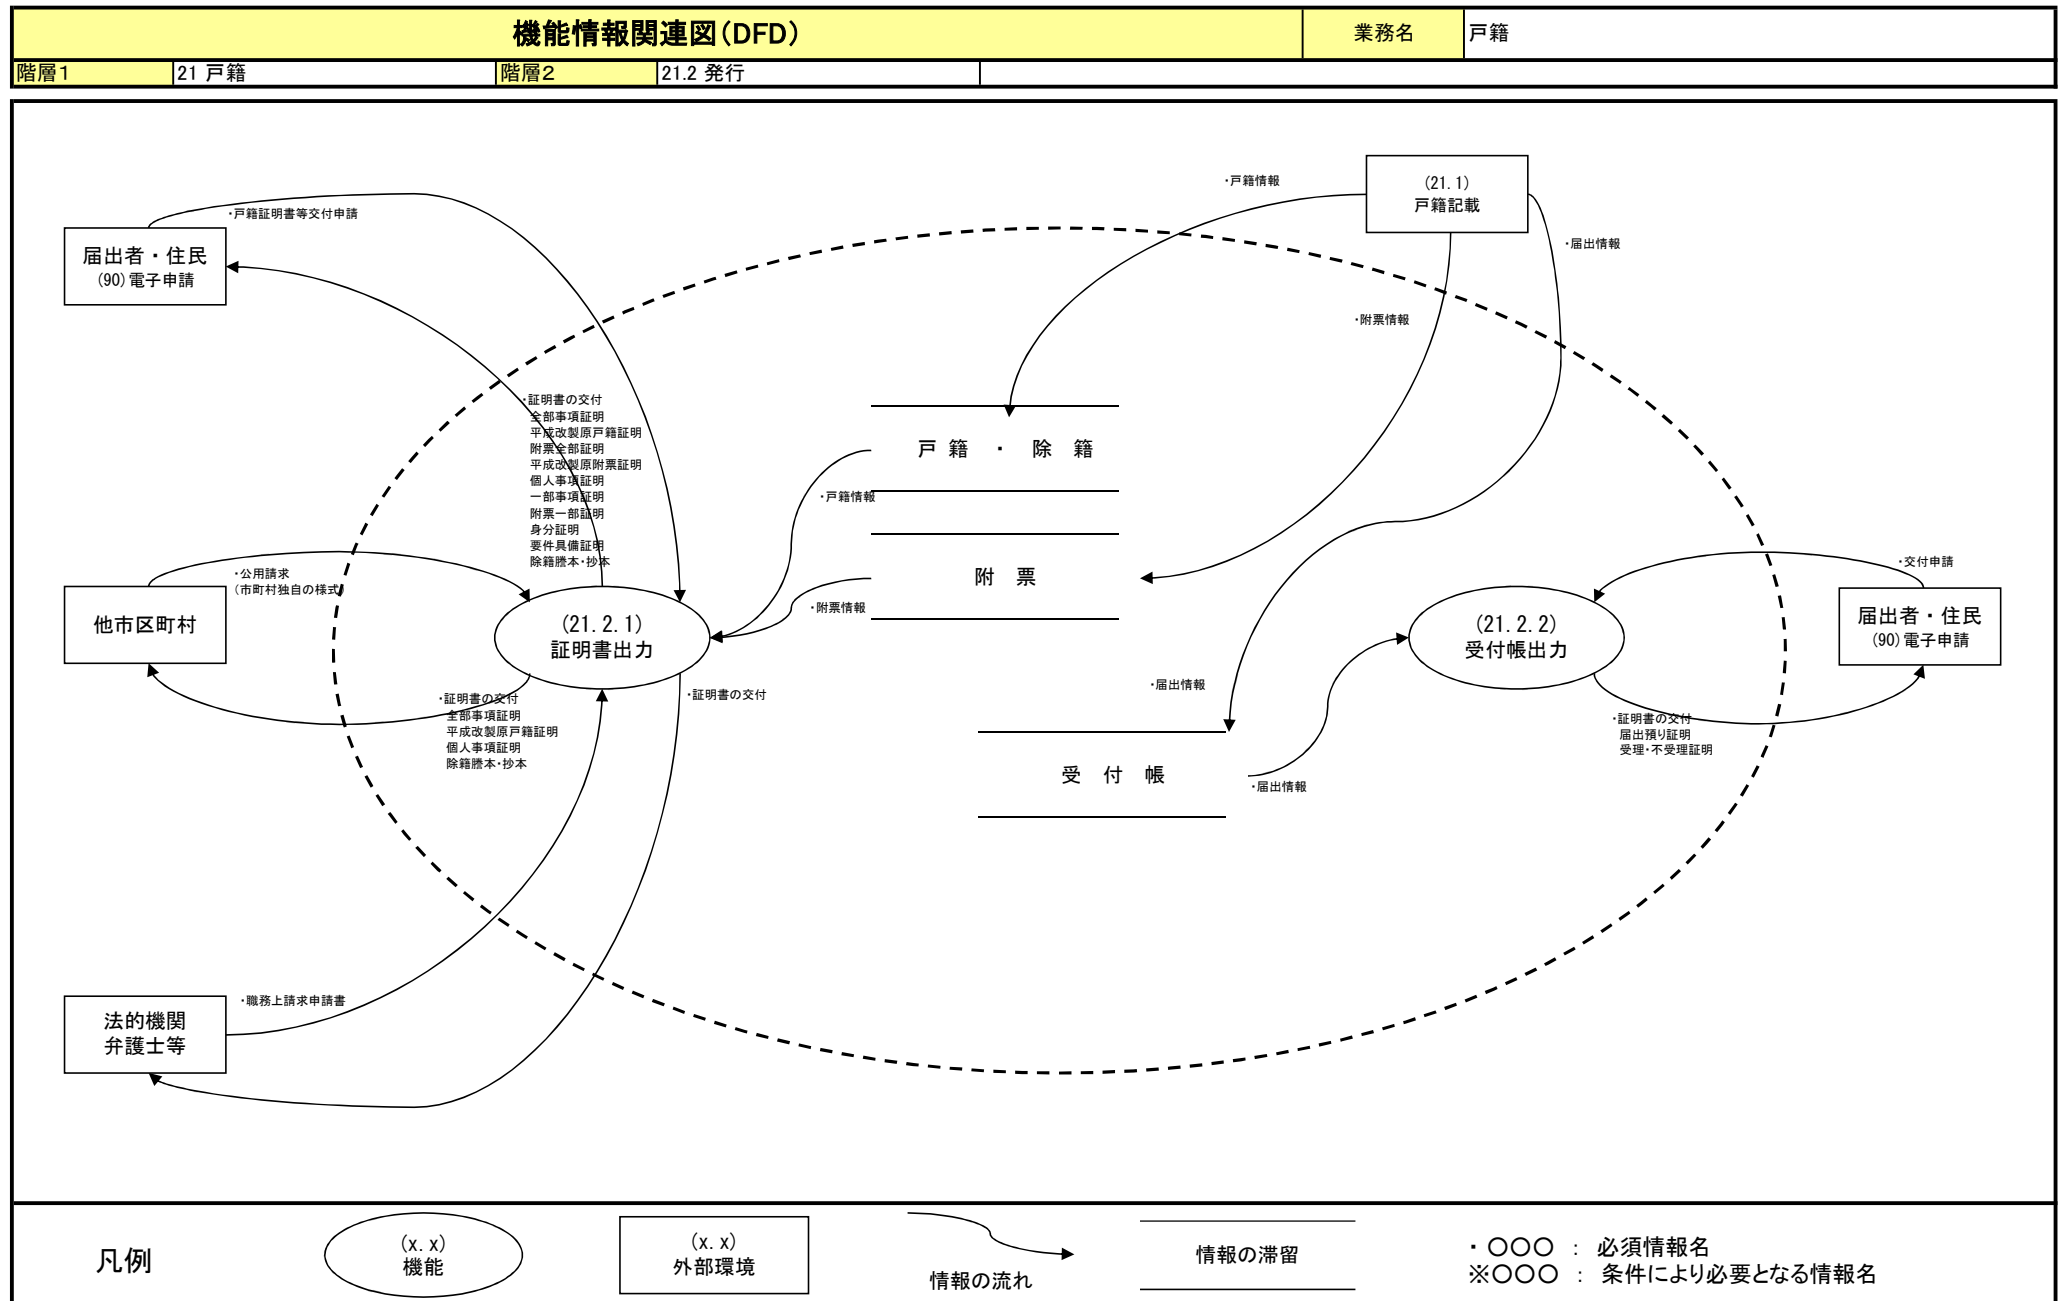 機能情報関連図(DFD)
業務名
戸籍
階層1
21 戸籍
階層2
21.2 発行
(21.1)
戸籍記載
・戸籍情報
・届出情報
・附票情報
・戸籍証明書等交付申請
届出者・住民
(90)電子申請
・証明書の交付
全部事項証明
平成改製原戸籍証明
附票全部証明
平成改製原附票証明
個人事項証明
一部事項証明
附票一部証明
身分証明
要件具備証明
除籍謄本・抄本
戸籍・除籍
・戸籍情報
附票
・附票情報
・公用請求
(市町村独自の様式)
他市区町村
(21.2.1)
証明書出力
・証明書の交付
全部事項証明
平成改製原戸籍証明
個人事項証明
除籍謄本・抄本
・証明書の交付
・届出情報
受付帳
・届出情報
(21.2.2)
受付帳出力
・交付申請
届出者・住民
(90)電子申請
・証明書の交付
届出預り証明
受理・不受理証明
・職務上請求申請書
法的機関
弁護士等
凡例
(x.x)
機能
(x.x)
外部環境
情報の流れ
情報の滞留
・〇〇〇 : 必須情報名
※〇〇〇 : 条件により必要となる情報名